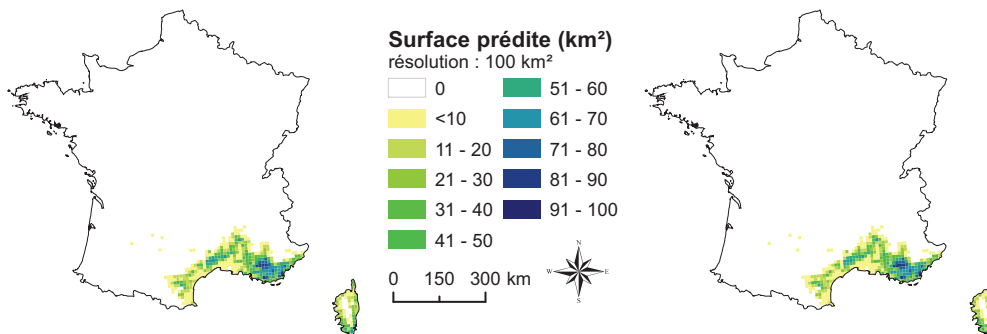 Surface prédite (km²)
résolution : 100 km²
0
<10
11 - 20
21 - 30
31 - 40
41 - 50
51 - 60
61 - 70
71 - 80
81 - 90
91 - 100
0 150 300 km
N
W E
S